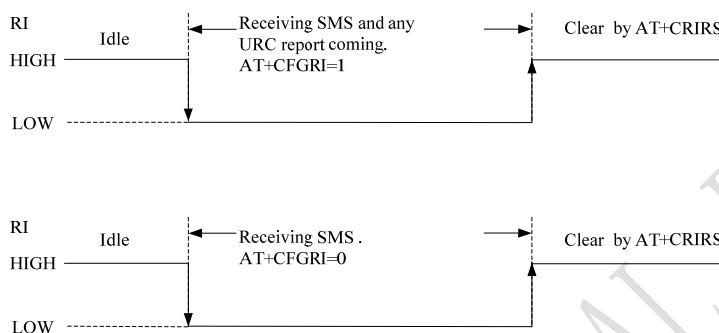 RI
Idle
Receiving SMS and any
URC report coming.
AT+CFGRI=1
Clear by AT+CRIRS
HIGH
LOW
RI
Idle
Receiving SMS .
AT+CFGRI=0
Clear by AT+CRIRS
HIGH
LOW